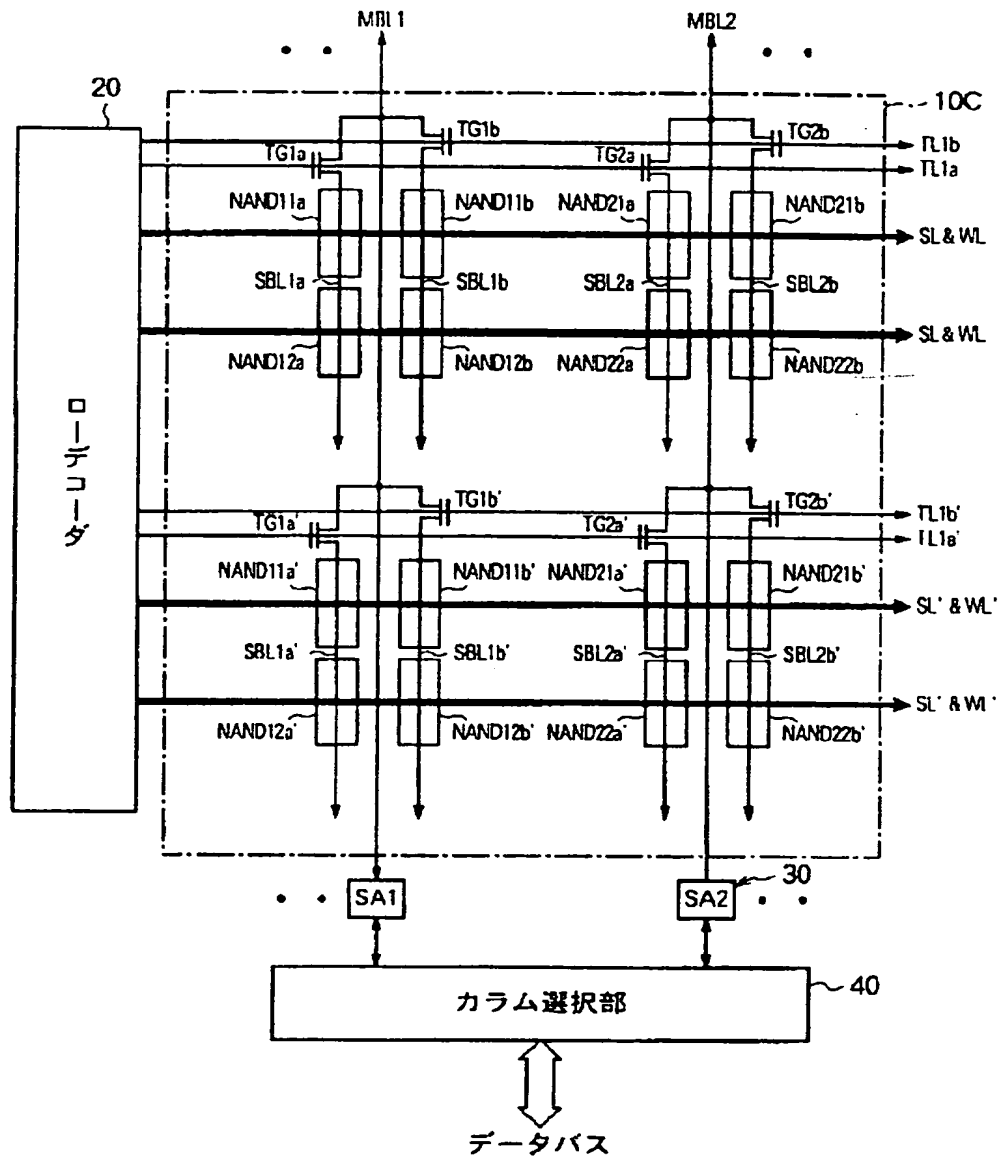 MBL1 MBL2
20 10C
TG1b TG2b TL1b
TG1a TG2a TL1a
NAND11a NAND11b NAND21a NAND21b
SL&WL
SBL1a SBL1b SBL2a SBL2b
SL&WL
NAND12a NAND12b NAND22a NAND22b
ローデコーダ
TG1b' TG2b' TL1b'
TG1a' TG2a' TL1a'
NAND11a' NAND11b' NAND21a' NAND21b'
SL'&WL'
SBL1a' SBL1b' SBL2a' SBL2b'
SL'&WL'
NAND12a' NAND12b' NAND22a' NAND22b'
SA1 SA2 30
カラム選択部 40
データバス